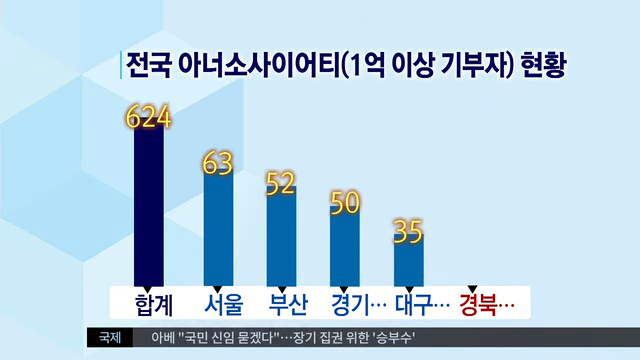 전국 아너소사이어티(1억 이상 기부자) 현황
624
63
52
50
35
합계 서울 부산 경기... 대구... 경북...
국제 아베 "국민 신임 묻겠다"...장기 집권 위한 '승부수'